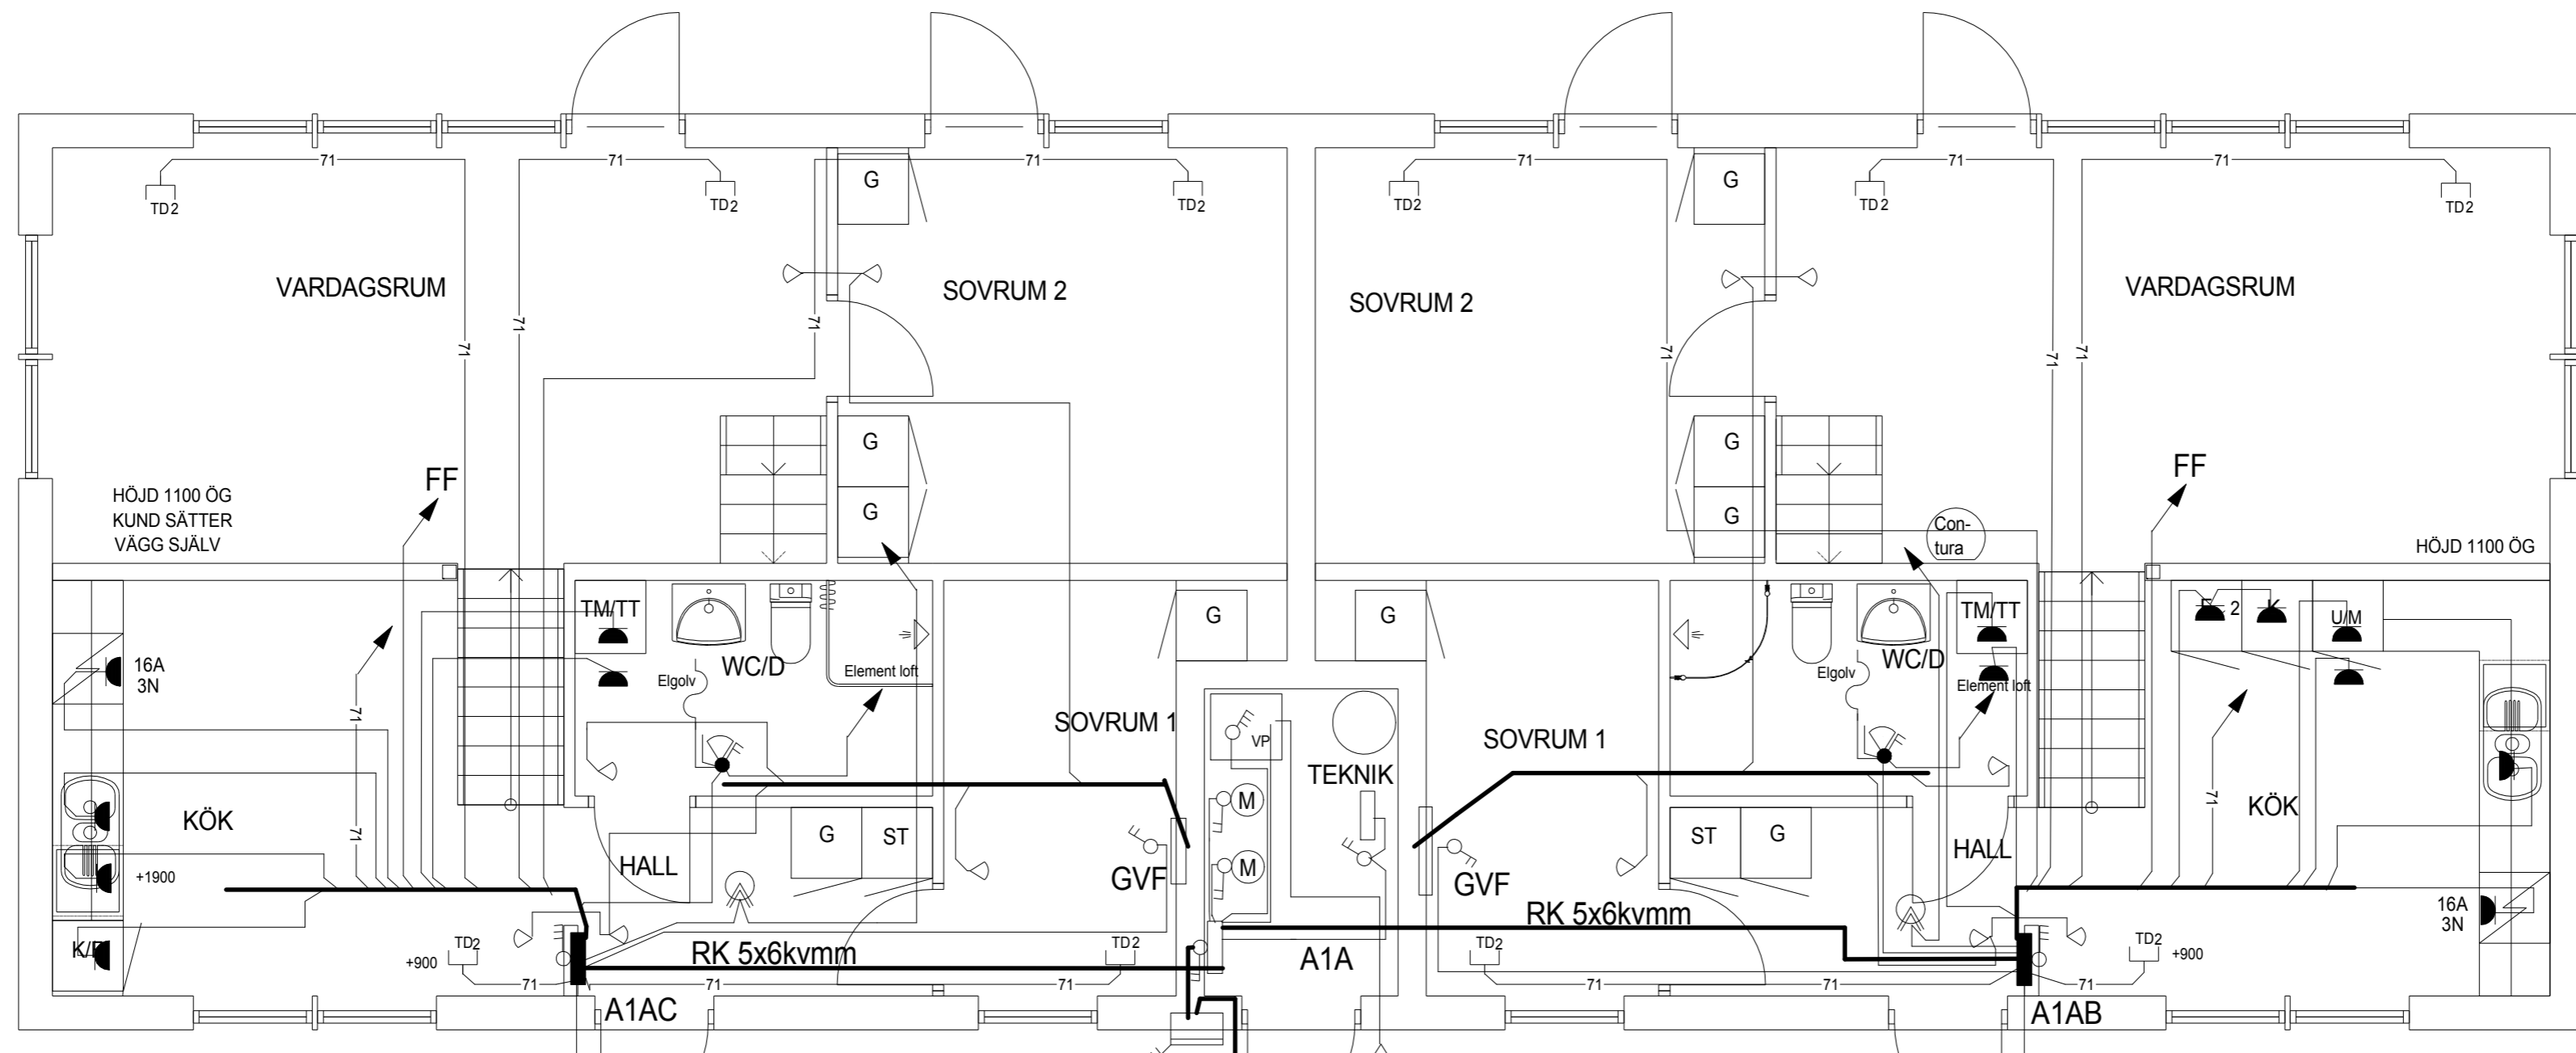 71
71
71
71
71
71
TD2
TD2
TD2
TD2
TD2
TD2
G
G
VARDAGSRUM
SOVRUM 2
SOVRUM 2
VARDAGSRUM
71
71
71
71
71
71
G
G
FF
FF
HÖJD 1100 ÖG
KUND SÄTTER
VÄGG SJÄLV
G
G
Con-
tura
HÖJD 1100 ÖG
TM/TT
G
G
TM/TT
2
K
U/M
16A
3N
WC/D
Elgolv
Element loft
WC/D
Elgolv
Element loft
71
SOVRUM 1
VP
SOVRUM 1
TEKNIK
71
KÖK
71
M
KÖK
G
ST
ST
G
HALL
HALL
M
+1900
GVF
GVF
RK 5x6kvmm
16A
3N
K/F
TD2
+900
RK 5x6kvmm
TD2
A1A
TD2
TD2
+900
71
71
71
71
71
71
A1AC
A1AB